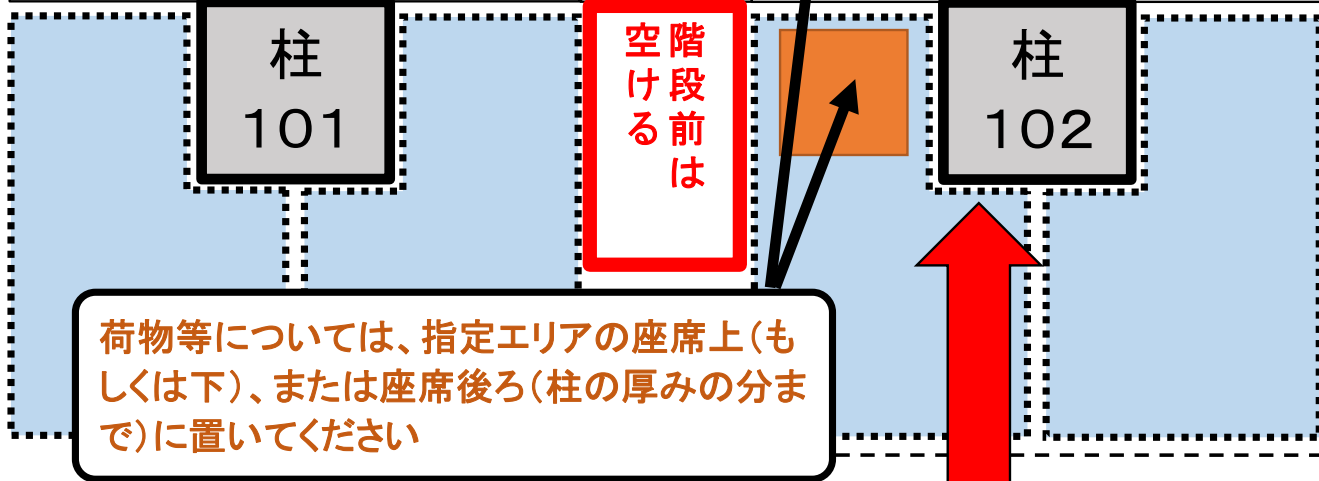 柱
101
階段前は
空ける
柱
102
荷物等については、指定エリアの座席上(も
しくは下)、または座席後ろ(柱の厚みの分ま
で)に置いてください